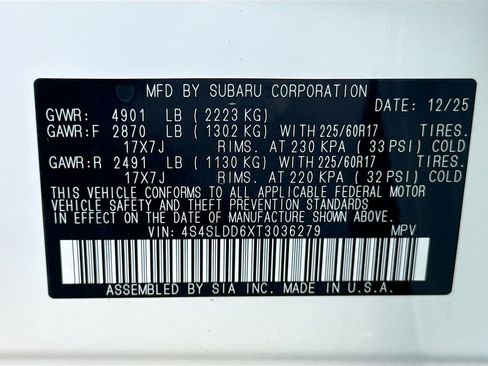 MFD BY SUBARU CORPORATION
GVWR: 4901 LB (2223 KG) DATE: 12/25
GAWR:F 2870 LB (1302 KG) WITH 225/60R17 TIRES.
17X7J RIMS. AT 230 KPA (33 PSI) COLD
GAWR:R 2491 LB (1130 KG) WITH 225/60R17 TIRES.
17X7J RIMS. AT 220 KPA (32 PSI) COLD
THIS VEHICLE CONFORMS TO ALL APPLICABLE FEDERAL MOTOR
VEHICLE SAFETY AND THEFT PREVENTION STANDARDS IN
EFFECT ON THE DATE OF MANUFACTURE SHOWN ABOVE.
VIN: 4S4SLDD6XT3036279 MPV
ASSEMBLED BY SIA INC. MADE IN U.S.A.